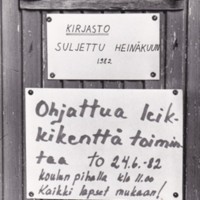 KIRJASTO
SULJETTU HEINÄKUUN
1982
Ohjattua leik-
kikenttä toimin
taa to 24.6.-82
koulun pihalla klo 11.00
Kaikki lapset mukaan!